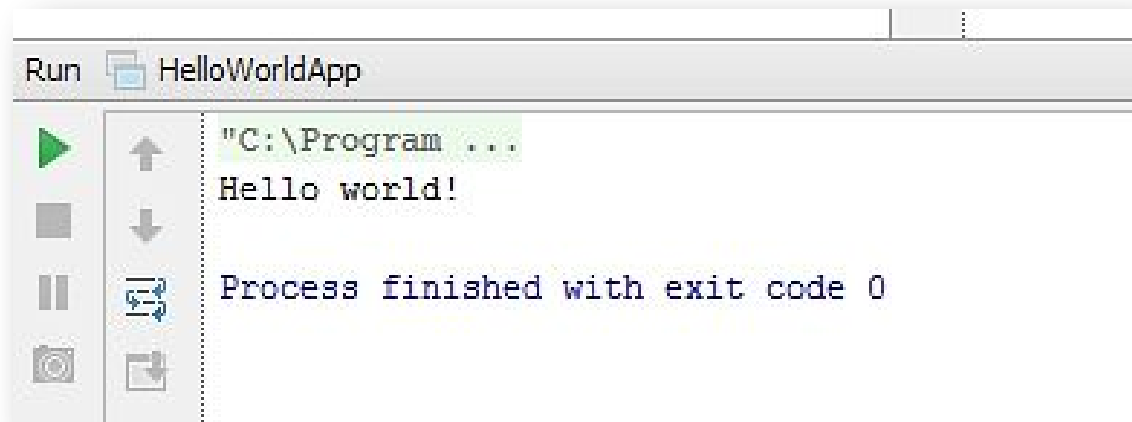 Run HelloWorldApp
"C:\Program ...
Hello world!
Process finished with exit code 0